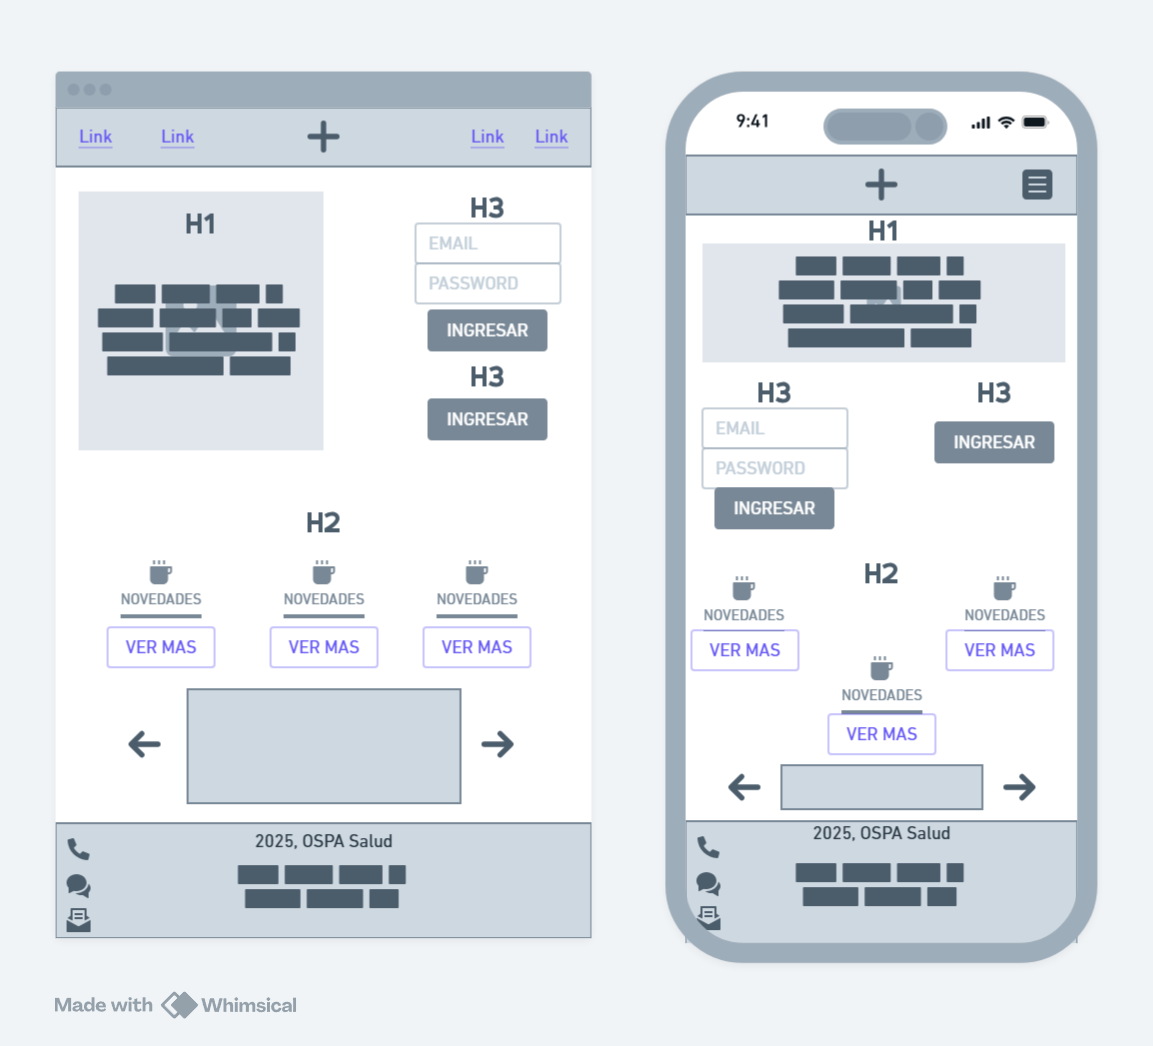 Link
Link
Link
Link
H1
H3
EMAIL
PASSWORD
INGRESAR
H3
INGRESAR
H2
NOVEDADES
NOVEDADES
NOVEDADES
VER MAS
VER MAS
VER MAS
2025, OSPA Salud
9:41
H1
H3
H3
EMAIL
PASSWORD
INGRESAR
INGRESAR
H2
NOVEDADES
NOVEDADES
VER MAS
VER MAS
NOVEDADES
VER MAS
2025, OSPA Salud
Made with Whimsical